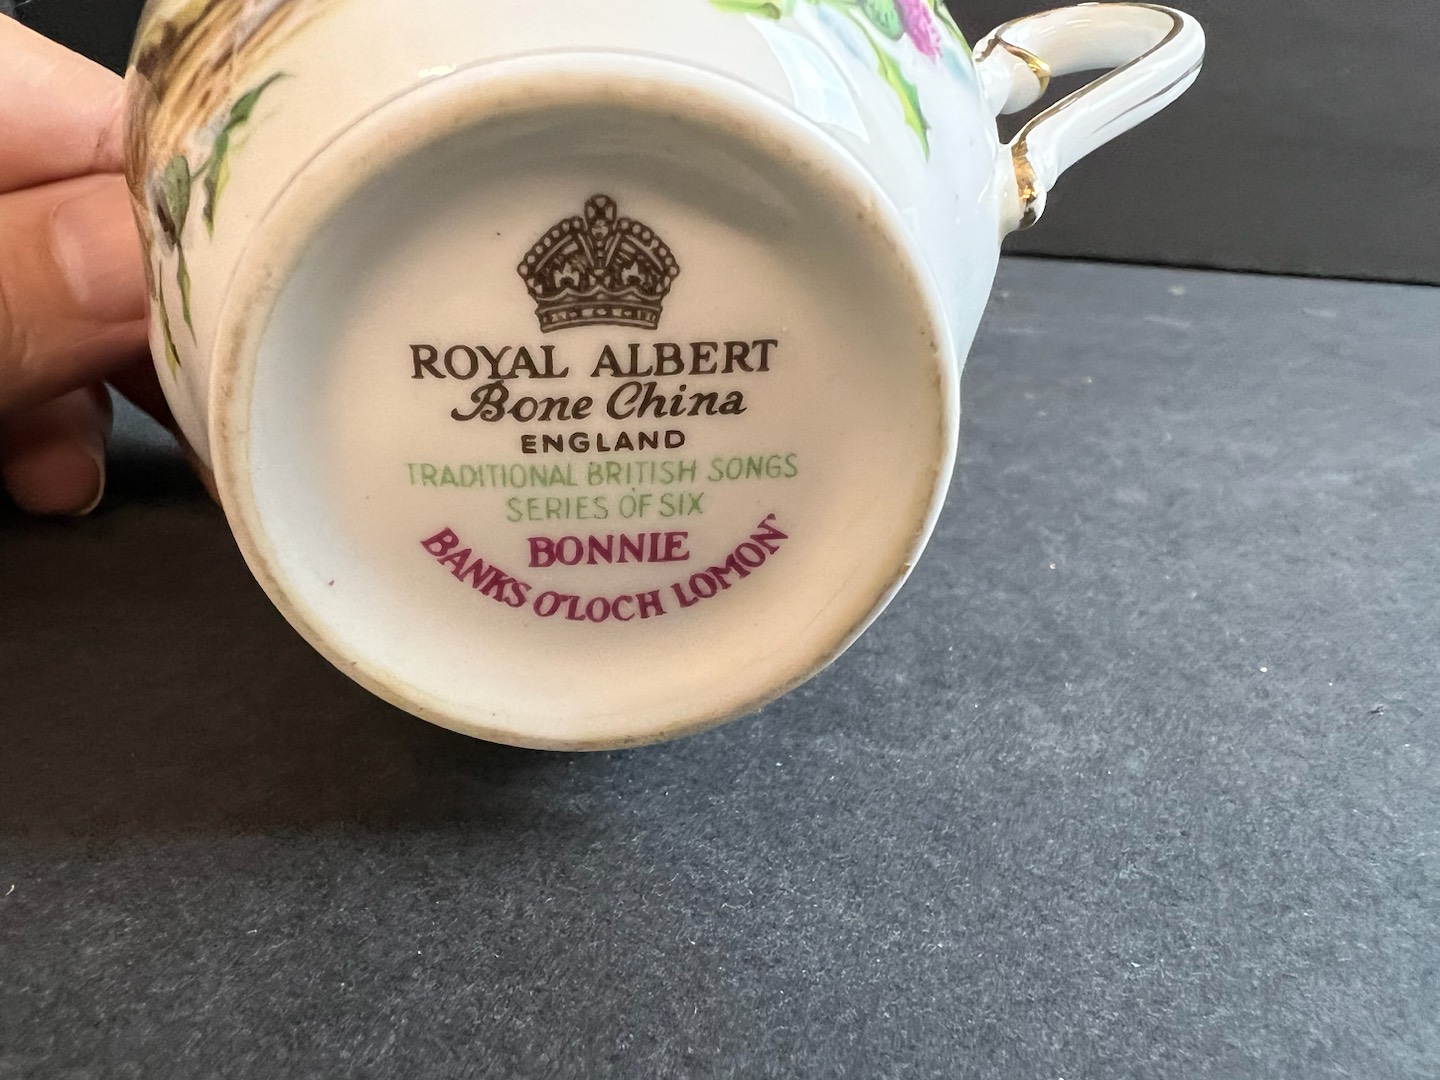 ROYAL ALBERT
Bone China
ENGLAND
TRADITIONAL BRITISH SONGS
SERIES OF SIX
BONNIE
BANKS O'LOCH LOMON'